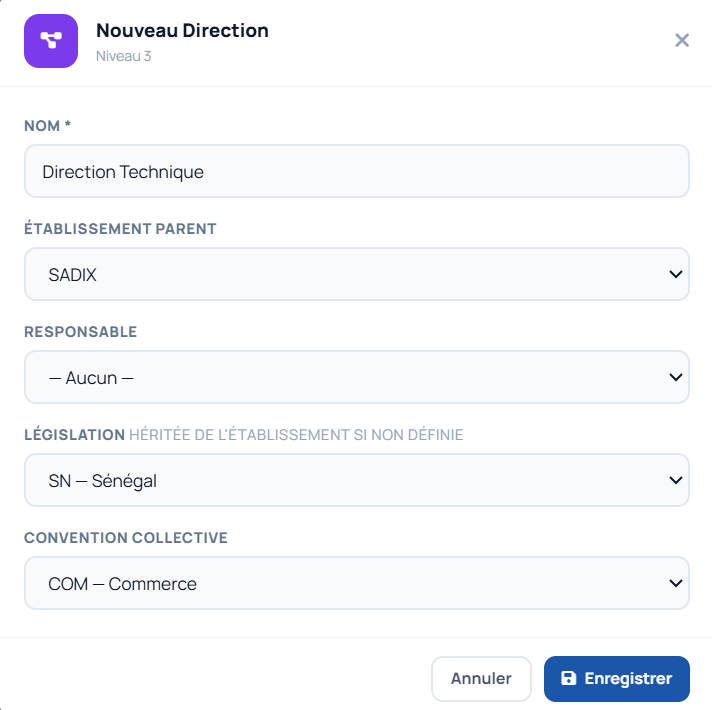 Nouveau Direction
Niveau 3
NOM *
Direction Technique
ÉTABLISSEMENT PARENT
SADIX
RESPONSABLE
— Aucun —
LÉGISLATION HÉRITÉE DE L'ÉTABLISSEMENT SI NON DÉFINIE
SN — Sénégal
CONVENTION COLLECTIVE
COM — Commerce
Annuler
Enregistrer